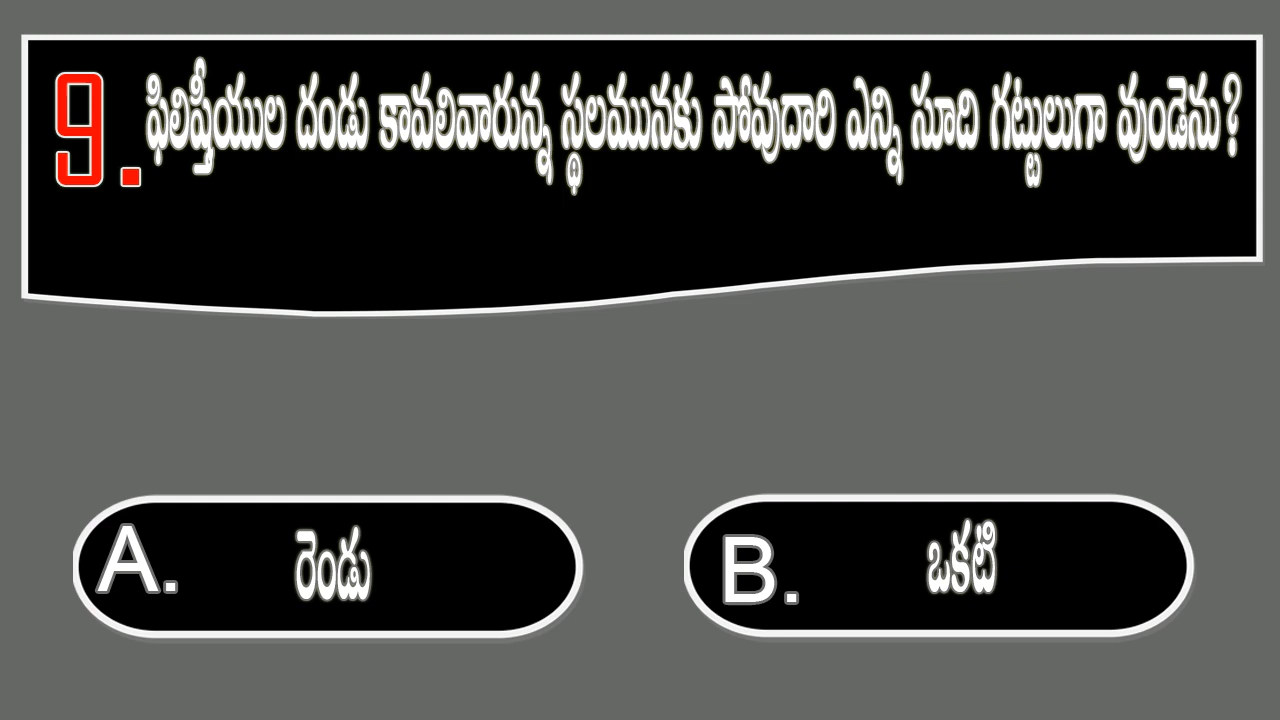 9. ఫిలిష్తీయుల దండు కావలివారున్న స్థలమునకు పోవుదారి ఎన్ని సూది గట్టులుగా వుండెను?
A. రెండు
B. ఒకటి